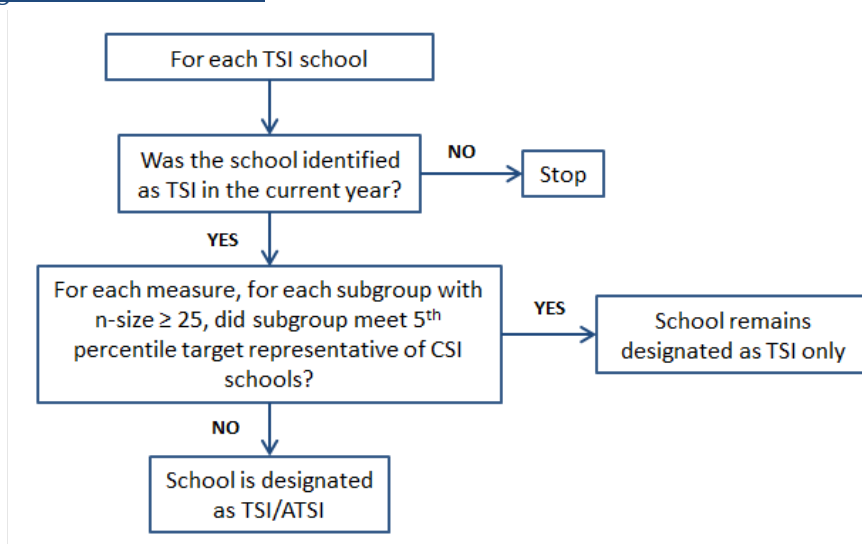 For each TSI school
Was the school identified
as TSI in the current year?
NO
Stop
YES
For each measure, for each subgroup with
n-size ≥ 25, did subgroup meet 5th
percentile target representative of CSI
schools?
YES
School remains
designated as TSI only
NO
School is designated
as TSI/ATSI